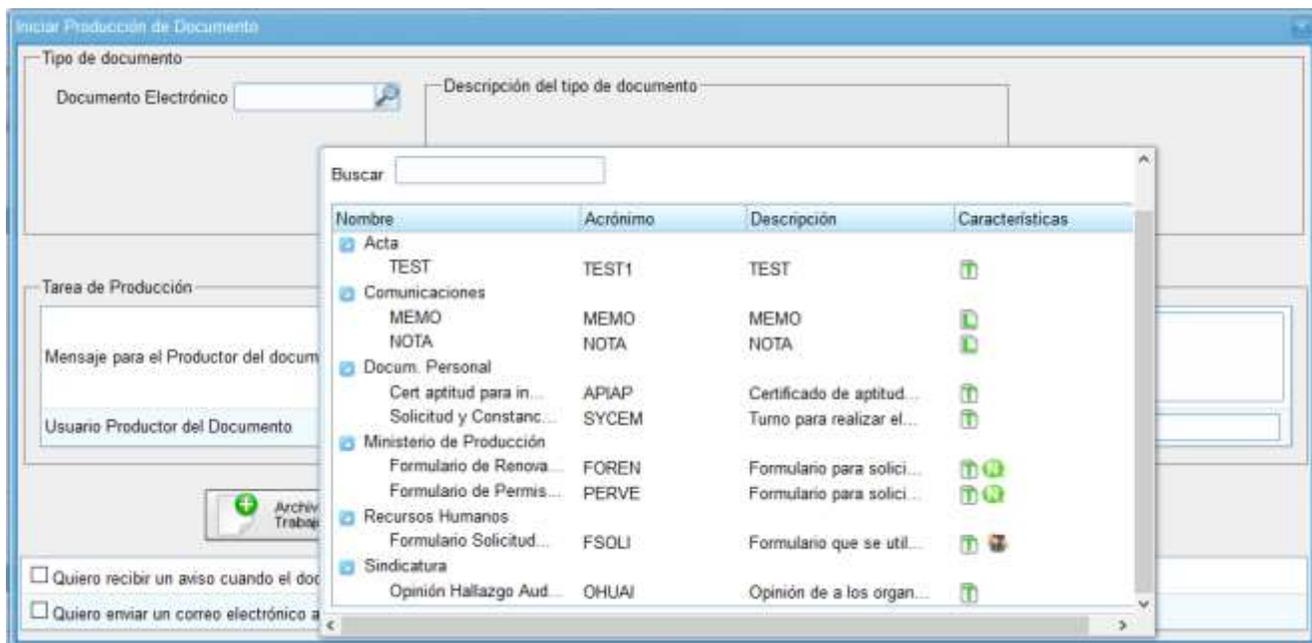 Iniciar Producción de Documento
Tipo de documento
Documento Electrónico
Descripción del tipo de documento
Buscar
Nombre Acrónimo Descripción Características
Acta
TEST TEST1 TEST
Comunicaciones
MEMO MEMO MEMO
NOTA NOTA NOTA
Docum. Personal
Cert aptitud para in... APIAP Certificado de aptitud...
Solicitud y Constanc... SYCEM Turno para realizar el...
Ministerio de Producción
Formulario de Renova... FOREN Formulario para solici...
Formulario de Permis... PERVE Formulario para solici...
Recursos Humanos
Formulario Solicitud... FSOLI Formulario que se util...
Sindicatura
Opinión Hallazgo Aud... OHUAI Opinión de a los organ...
Tarea de Producción
Mensaje para el Productor del docum
Usuario Productor del Documento
Archiv
Trabaj
Quiero recibir un aviso cuando el doc
Quiero enviar un correo electrónico a